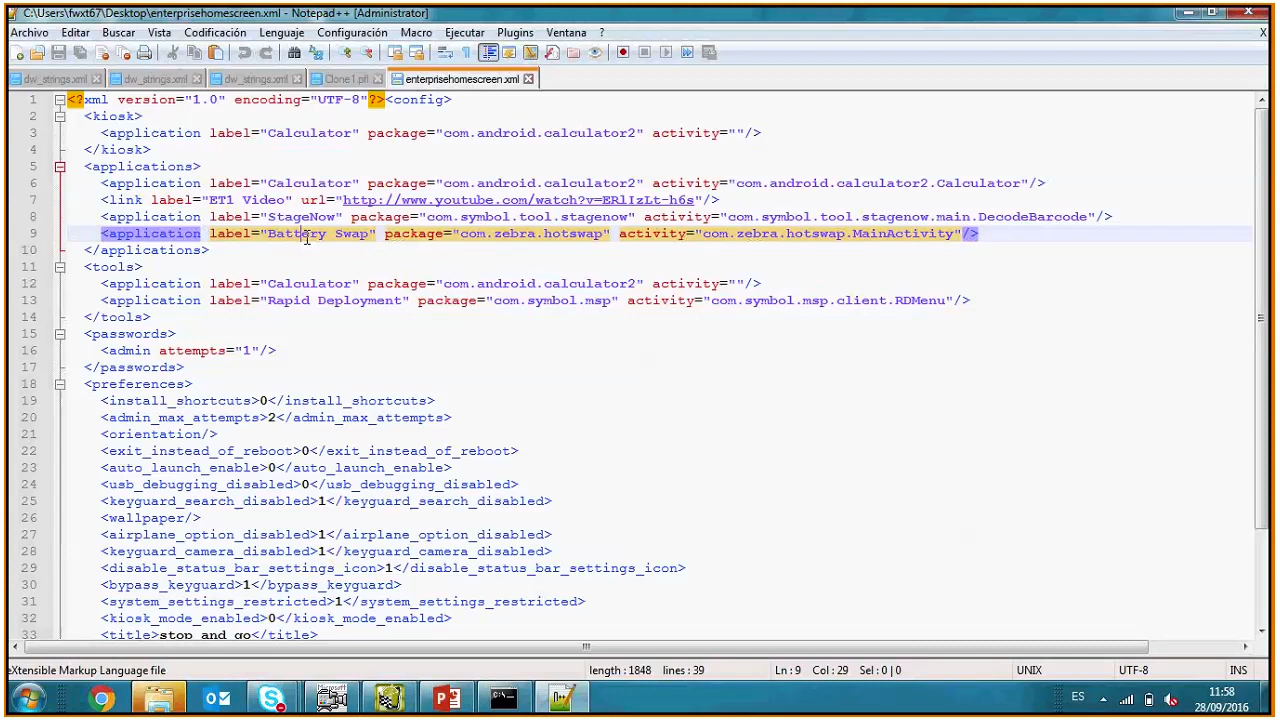 C:\Users\fwxt67\Desktop\enterprisehomescreen.xml - Notepad++ [Administrator]
Archivo Editar Buscar Vista Codificación Lenguaje Configuración Macro Ejecutar Plugins Ventana ? X
dw_strings.xml dw_strings.xml dw_strings.xml Clone1.pfl enterprisehomescreen.xml
1 <?xml version="1.0" encoding="UTF-8"?><config>
2 <kiosk>
3 <application label="Calculator" package="com.android.calculator2" activity=""/>
4 </kiosk>
5 <applications>
6 <application label="Calculator" package="com.android.calculator2" activity="com.android.calculator2.Calculator"/>
7 <link label="ET1 Video" url="http://www.youtube.com/watch?v=ERlIzLt-h6s"/>
8 <application label="StageNow" package="com.symbol.tool.stagenow" activity="com.symbol.tool.stagenow.main.DecodeBarcode"/>
9 <application label="Battery Swap" package="com.zebra.hotswap" activity="com.zebra.hotswap.MainActivity"/>
10 </applications>
11 <tools>
12 <application label="Calculator" package="com.android.calculator2" activity=""/>
13 <application label="Rapid Deployment" package="com.symbol.msp" activity="com.symbol.msp.client.RDMenu"/>
14 </tools>
15 <passwords>
16 <admin attempts="1"/>
17 </passwords>
18 <preferences>
19 <install_shortcuts>0</install_shortcuts>
20 <admin_max_attempts>2</admin_max_attempts>
21 <orientation/>
22 <exit_instead_of_reboot>0</exit_instead_of_reboot>
23 <auto_launch_enable>0</auto_launch_enable>
24 <usb_debugging_disabled>0</usb_debugging_disabled>
25 <keyguard_search_disabled>1</keyguard_search_disabled>
26 <wallpaper/>
27 <airplane_option_disabled>1</airplane_option_disabled>
28 <keyguard_camera_disabled>1</keyguard_camera_disabled>
29 <disable_status_bar_settings_icon>1</disable_status_bar_settings_icon>
30 <bypass_keyguard>1</bypass_keyguard>
31 <system_settings_restricted>1</system_settings_restricted>
32 <kiosk_mode_enabled>0</kiosk_mode_enabled>
33 <title>stop and go</title>
eXtensible Markup Language file length : 1848 lines : 39 Ln : 9 Col : 29 Sel : 0 | 0 UNIX UTF-8 INS
ES 11:58
28/09/2016